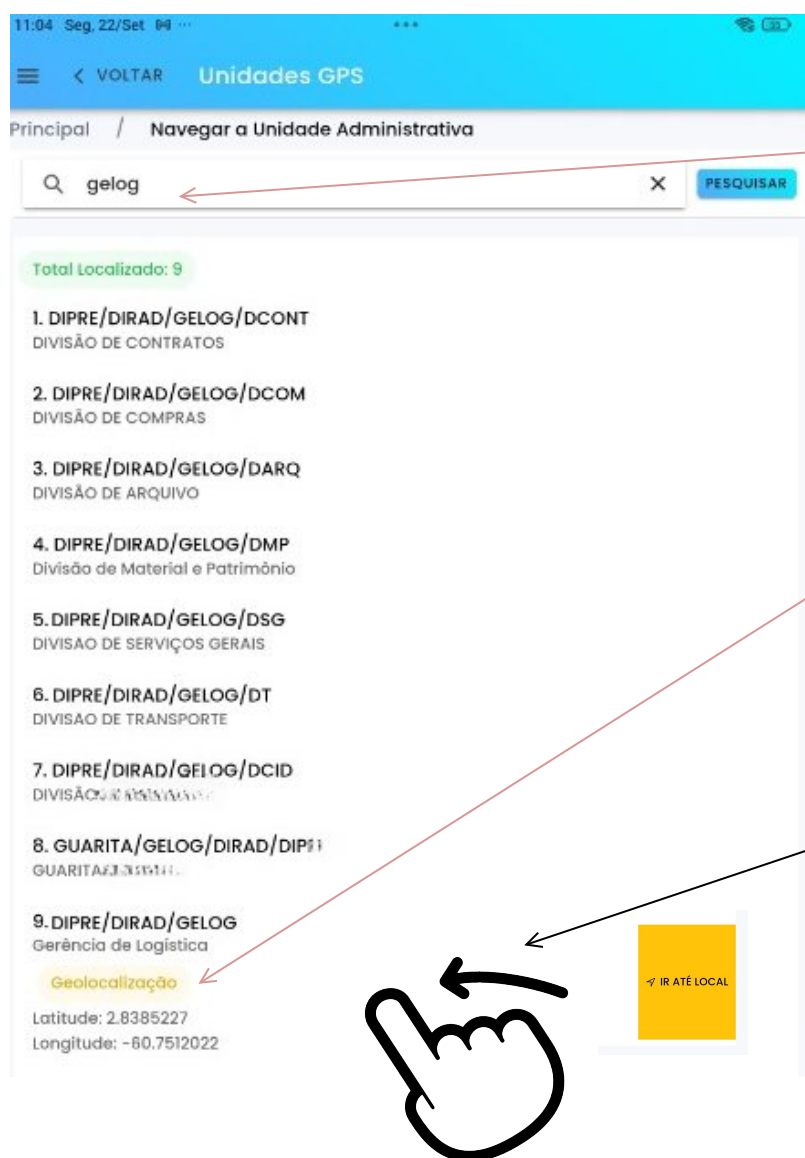 11:04 Seg, 22/Set
VOLTAR Unidades GPS
Principal / Navegar a Unidade Administrativa
gelog
PESQUISAR
Total Localizado: 9
1. DIPRE/DIRAD/GELOG/DCONT
DIVISÃO DE CONTRATOS
2. DIPRE/DIRAD/GELOG/DCOM
DIVISÃO DE COMPRAS
3. DIPRE/DIRAD/GELOG/DARQ
DIVISÃO DE ARQUIVO
4. DIPRE/DIRAD/GELOG/DMP
Divisão de Material e Patrimônio
5. DIPRE/DIRAD/GELOG/DSG
DIVISAO DE SERVIÇOS GERAIS
6. DIPRE/DIRAD/GELOG/DT
DIVISAO DE TRANSPORTE
7. DIPRE/DIRAD/GELOG/DCID
DIVISÃO
8. GUARITA/GELOG/DIRAD/
GUARITA
9. DIPRE/DIRAD/GELOG
Gerência de Logística
Geolocalização
IR ATÉ LOCAL
Latitude: 2.8385227
Longitude: -60.7512022